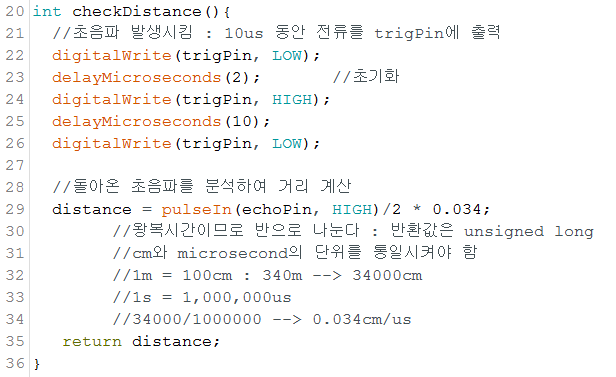 20 int checkDistance(){
21 //초음파 발생시킴 : 10us 동안 전류를 trigPin에 출력
22 digitalWrite(trigPin, LOW);
23 delayMicroseconds(2); //초기화
24 digitalWrite(trigPin, HIGH);
25 delayMicroseconds(10);
26 digitalWrite(trigPin, LOW);
27
28 //돌아온 초음파를 분석하여 거리 계산
29 distance = pulseIn(echoPin, HIGH)/2 * 0.034;
30 //왕복시간이므로 반으로 나눈다 : 반환값은 unsigned long
31 //cm와 microsecond의 단위를 통일시켜야 함
32 //1m = 100cm : 340m --> 34000cm
33 //1s = 1,000,000us
34 //34000/1000000 --> 0.034cm/us
35 return distance;
36 }